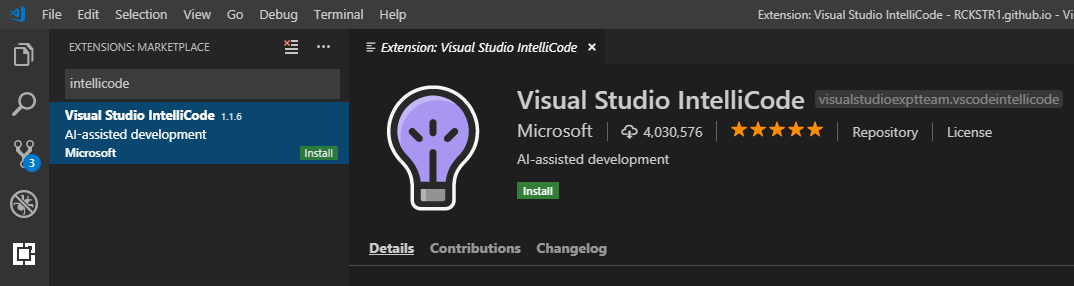 File Edit Selection View Go Debug Terminal Help Extension: Visual Studio IntelliCode - RCKSTR1.github.io - Vi
EXTENSIONS: MARKETPLACE
Extension: Visual Studio IntelliCode
intellicode
Visual Studio IntelliCode 1.1.6
AI-assisted development
Microsoft Install
3
Visual Studio IntelliCode visualstudioexptteam.vscodeintellicode
Microsoft 4,030,576 Repository License
AI-assisted development
Install
Details Contributions Changelog